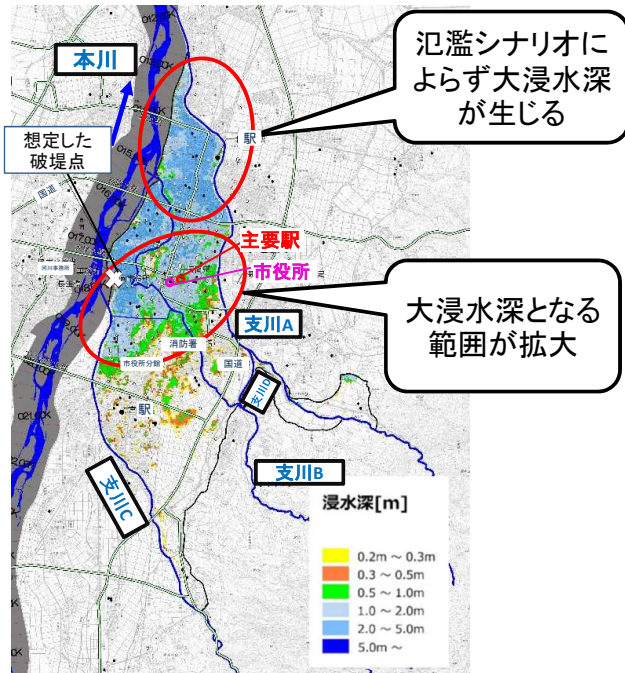 本川
氾濫シナリオに
よらず大浸水深
が生じる
想定した
破堤点
駅
国道
主要駅
市役所
河川事務所
大浸水深となる
範囲が拡大
支川A
消防署
市役所分館
国道
支川D
駅
支川B
支川C
浸水深[m]
0.2m ~ 0.3m
0.3 ~ 0.5m
0.5 ~ 1.0m
1.0 ~ 2.0m
2.0 ~ 5.0m
5.0m ~